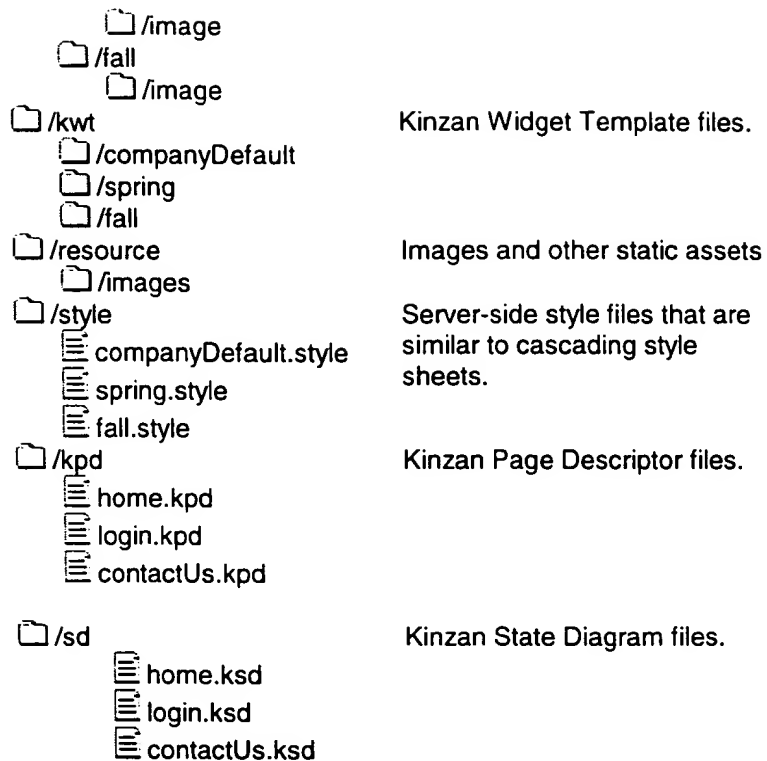 /image
/fall
/image
/kwt Kinzan Widget Template files.
/companyDefault
/spring
/fall
/resource Images and other static assets
/images
/style Server-side style files that are
companyDefault.style similar to cascading style
spring.style sheets.
fall.style
/kpd Kinzan Page Descriptor files.
home.kpd
login.kpd
contactUs.kpd
/sd Kinzan State Diagram files.
home.ksd
login.ksd
contactUs.ksd